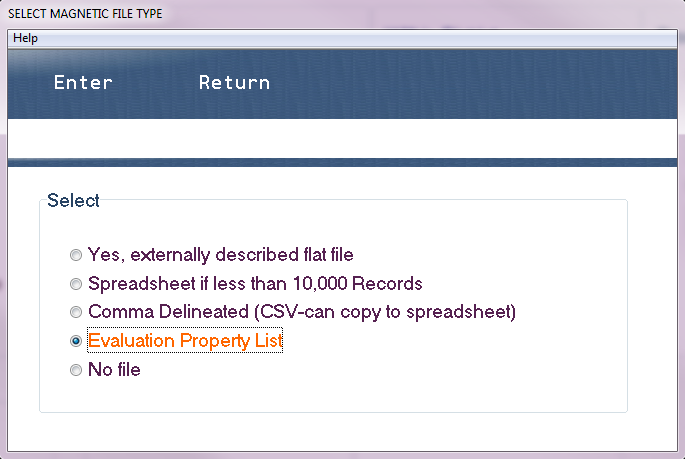 SELECT MAGNETIC FILE TYPE
Help
Enter Return
Select
Yes, externally described flat file
Spreadsheet if less than 10,000 Records
Comma Delineated (CSV-can copy to spreadsheet)
Evaluation Property List
No file